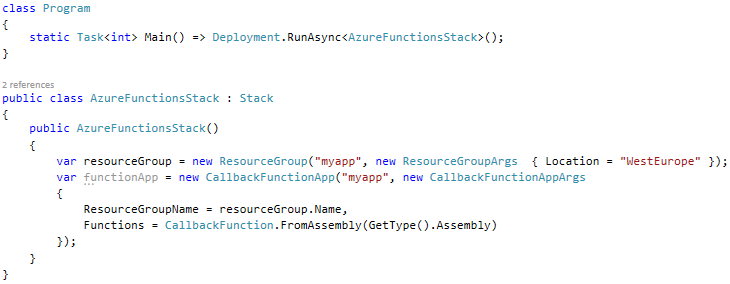 class Program
{
    static Task<int> Main() => Deployment.RunAsync<AzureFunctionsStack>();
}
2 references
public class AzureFunctionsStack : Stack
{
    public AzureFunctionsStack()
    {
        var resourceGroup = new ResourceGroup("myapp", new ResourceGroupArgs  { Location = "WestEurope" });
        var functionApp = new CallbackFunctionApp("myapp", new CallbackFunctionAppArgs
        {
            ResourceGroupName = resourceGroup.Name,
            Functions = CallbackFunction.FromAssembly(GetType().Assembly)
        });
    }
}